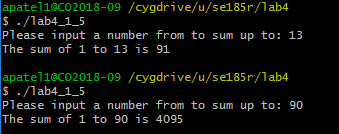 apatel1@CO2018-09 /cygdrive/u/se185r/lab4
$ ./lab4_1_5
Please input a number from to sum up to: 13
The sum of 1 to 13 is 91
apatel1@CO2018-09 /cygdrive/u/se185r/lab4
$ ./lab4_1_5
Please input a number from to sum up to: 90
The sum of 1 to 90 is 4095